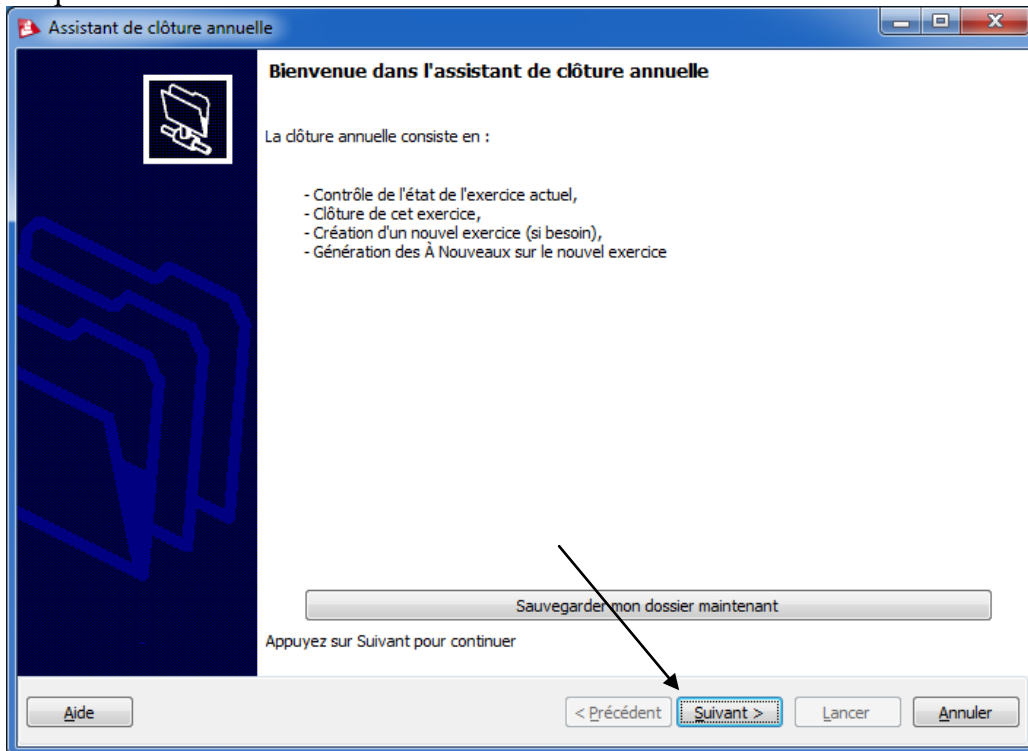 Assistant de clôture annuelle
Bienvenue dans l'assistant de clôture annuelle
La clôture annuelle consiste en :
- Contrôle de l'état de l'exercice actuel,
- Clôture de cet exercice,
- Création d'un nouvel exercice (si besoin),
- Génération des À Nouveaux sur le nouvel exercice
Sauvegarder mon dossier maintenant
Appuyez sur Suivant pour continuer
Aide < Précédent Suivant > Lancer Annuler